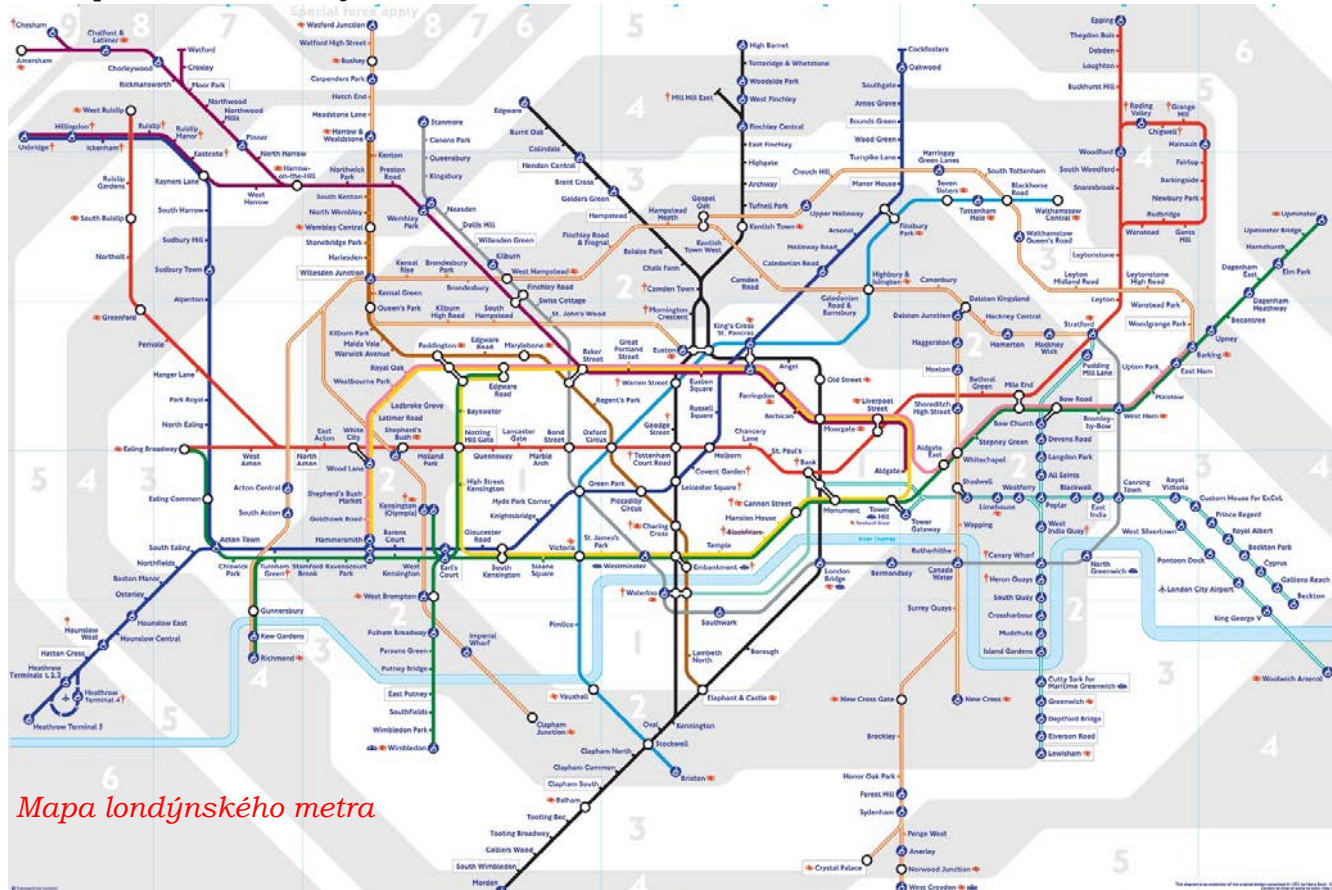 Special fares apply
Chesham
Chalfont &
Latimer
Amersham
Chorleywood
Rickmansworth
Watford
Croxley
Moor Park
Northwood
Northwood
Hills
Pinner
North Harrow
Harrow-
on-the-Hill
West Ruislip
Hillingdon
Uxbridge
Ickenham
Ruislip
Ruislip
Manor
Eastcote
Ruislip
Gardens
Rayners Lane
West
Harrow
South Ruislip
South Harrow
Northolt
Sudbury Hill
Sudbury Town
Greenford
Alperton
Perivale
Hanger Lane
Park Royal
North Ealing
Ealing Broadway
West
Acton
North
Acton
East
Acton
White
City
Ealing Common
Acton Central
South Acton
Acton Town
South Ealing
Northfields
Boston Manor
Osterley
Hounslow East
Hounslow Central
Hounslow
West
Hatton Cross
Heathrow
Terminals 1, 2, 3
Heathrow
Terminal 4
Heathrow Terminal 5
Chiswick
Park
Turnham
Green
Stamford
Brook
Ravenscourt
Park
Gunnersbury
Kew Gardens
Richmond
Watford Junction
Watford High Street
Bushey
Carpenders Park
Hatch End
Headstone Lane
Harrow &
Wealdstone
Kenton
Northwick
Park
Preston
Road
South Kenton
North Wembley
Wembley Central
Stonebridge Park
Harlesden
Willesden Junction
Kensal Green
Queen's Park
Kilburn Park
Maida Vale
Warwick Avenue
Royal Oak
Westbourne Park
Ladbroke Grove
Latimer Road
Shepherd's
Bush
Wood Lane
Holland
Park
Shepherd's Bush
Market
Goldhawk Road
Hammersmith
Kensington
(Olympia)
Barons
Court
West
Kensington
Earl's
Court
West Brompton
Fulham Broadway
Parsons Green
Putney Bridge
East Putney
Southfields
Wimbledon Park
Wimbledon
Imperial
Wharf
Clapham
Junction
Stanmore
Canons Park
Queensbury
Kingsbury
Wembley
Park
Neasden
Dollis Hill
Willesden Green
Kilburn
West Hampstead
Finchley Road
Swiss Cottage
St. John's Wood
Kensal
Rise
Brondesbury
Park
Brondesbury
Kilburn
High Road
South
Hampstead
Finchley Road
& Frognal
Hampstead
Heath
Gospel
Oak
Kentish
Town West
Camden
Road
Caledonian
Road &
Barnsbury
Edgware
Burnt Oak
Colindale
Hendon Central
Brent Cross
Golders Green
Hampstead
Belsize Park
Chalk Farm
Camden Town
Mornington
Crescent
Euston
High Barnet
Totteridge & Whetstone
Woodside Park
West Finchley
Mill Hill East
Finchley Central
East Finchley
Highgate
Archway
Tufnell Park
Kentish Town
Crouch Hill
Upper Holloway
Cockfosters
Oakwood
Southgate
Arnos Grove
Bounds Green
Wood Green
Turnpike Lane
Manor House
Harringay
Green Lanes
Seven
Sisters
South Tottenham
Tottenham
Hale
Blackhorse
Road
Walthamstow
Central
Walthamstow
Queen's Road
Finsbury
Park
Arsenal
Holloway Road
Caledonian Road
Highbury &
Islington
Canonbury
King's Cross
St. Pancras
Paddington
Edgware
Road
Marylebone
Edgware
Road
Baker
Street
Great
Portland
Street
Warren Street
Euston
Square
Regent's Park
Angel
Old Street
Farringdon
Barbican
Moorgate
Liverpool
Street
Bayswater
Notting
Hill Gate
Lancaster
Gate
Queensway
Bond
Street
Marble
Arch
Oxford
Circus
Goodge
Street
Russell
Square
Tottenham
Court Road
Holborn
Chancery
Lane
St. Paul's
Bank
High Street
Kensington
Hyde Park Corner
Knightsbridge
Green Park
Piccadilly
Circus
Covent Garden
Leicester Square
Charing
Cross
Cannon Street
Mansion House
Blackfriars
Temple
Embankment
Monument
Tower
Hill
Tower
Gateway
Aldgate
Aldgate
East
Gloucester
Road
South
Kensington
Sloane
Square
Victoria
St. James's
Park
Westminster
Waterloo
Southwark
London
Bridge
Bermondsey
River Thames
Pimlico
Vauxhall
Lambeth
North
Elephant & Castle
Borough
Kennington
Oval
Stockwell
Brixton
Clapham North
Clapham Common
Clapham South
Balham
Tooting Bec
Tooting Broadway
Colliers Wood
South Wimbledon
Morden
Epping
Theydon Bois
Debden
Loughton
Buckhurst Hill
Roding
Valley
Grange
Hill
Chigwell
Woodford
Hainault
Fairlop
Barkingside
Newbury Park
South Woodford
Snaresbrook
Redbridge
Wanstead
Gants
Hill
Leytonstone
Leyton
Midland Road
Leytonstone
High Road
Wanstead Park
Leyton
Woodgrange Park
Upminster
Upminster Bridge
Hornchurch
Elm Park
Dagenham
East
Dagenham
Heathway
Becontree
Upney
Barking
East Ham
Upton Park
Plaistow
West Ham
Bromley-
by-Bow
Bow Road
Mile End
Dalston Kingsland
Dalston Junction
Hackney Central
Homerton
Hackney
Wick
Stratford
Haggerston
Hoxton
Shoreditch
High Street
Bethnal
Green
Pudding
Mill Lane
Bow Church
Stepney Green
Whitechapel
Devons Road
Langdon Park
All Saints
Shadwell
Limehouse
Westferry
Poplar
Blackwall
East
India
Canning
Town
Royal
Victoria
Custom House for ExCeL
Prince Regent
Royal Albert
Beckton Park
Cyprus
Gallions Reach
Beckton
West Silvertown
Pontoon Dock
London City Airport
King George V
Woolwich Arsenal
Wapping
Rotherhithe
Canada
Water
Surrey Quays
West
India Quay
Canary Wharf
North
Greenwich
Heron Quays
South Quay
Crossharbour
Mudchute
Island Gardens
Cutty Sark for
Maritime Greenwich
Greenwich
Deptford Bridge
Elverson Road
Lewisham
New Cross Gate
New Cross
Brockley
Honor Oak Park
Forest Hill
Sydenham
Penge West
Anerley
Crystal Palace
Norwood Junction
West Croydon
Mapa londýnského metra